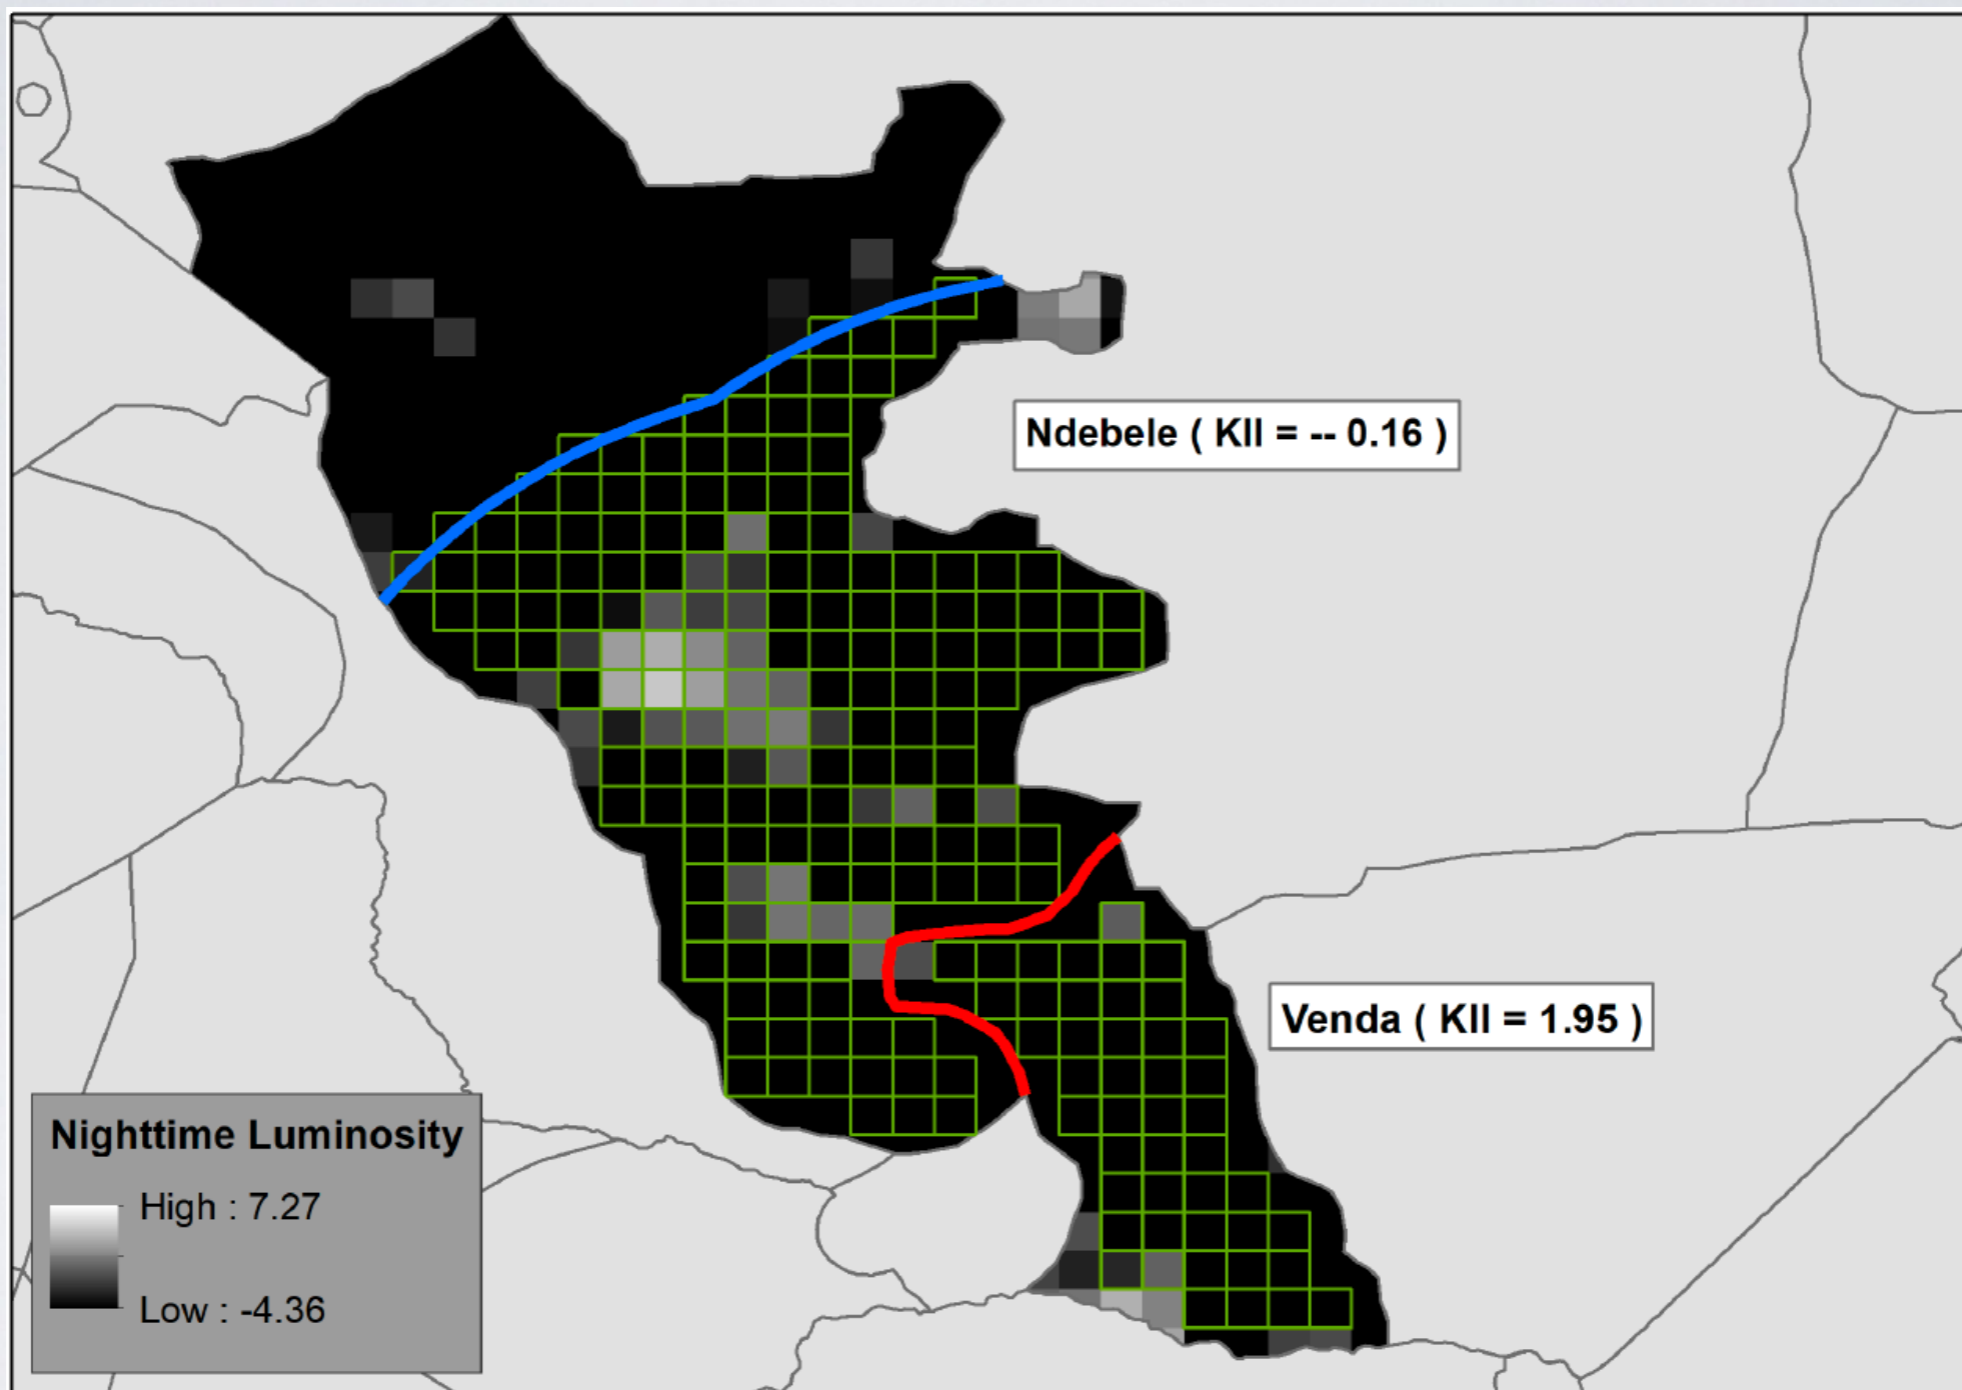 Ndebele ( KII = -- 0.16 )
Venda ( KII = 1.95 )
Nighttime Luminosity
High : 7.27
Low : -4.36